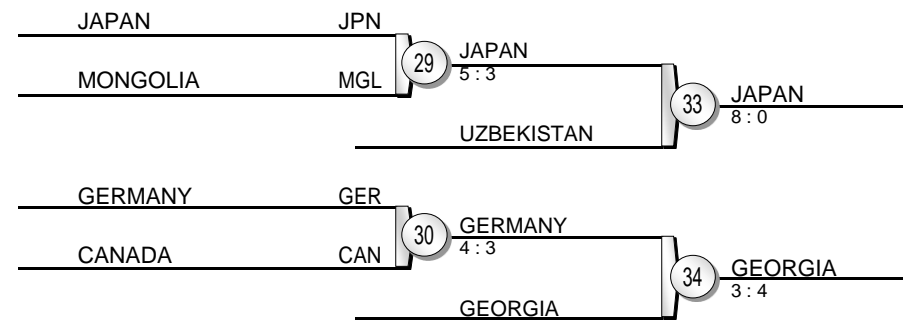 JAPAN JPN
29
JAPAN
5 : 3
MONGOLIA MGL
33
JAPAN
8 : 0
UZBEKISTAN
GERMANY GER
30
GERMANY
4 : 3
CANADA CAN
34
GEORGIA
3 : 4
GEORGIA